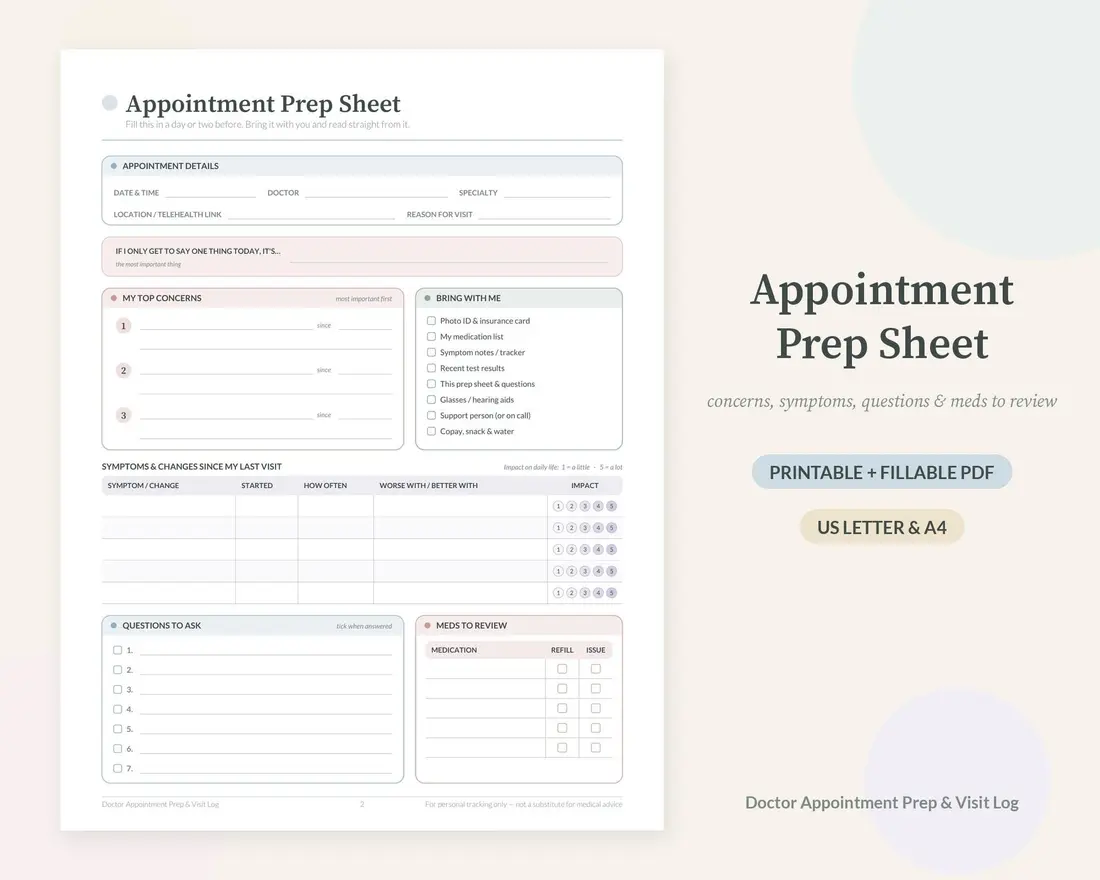 Appointment Prep Sheet
Fill this in a day or two before. Bring it with you and read straight from it.
APPOINTMENT DETAILS
DATE & TIME DOCTOR SPECIALTY
LOCATION / TELEHEALTH LINK REASON FOR VISIT
IF I ONLY GET TO SAY ONE THING TODAY, IT'S...
the most important thing
MY TOP CONCERNS most important first
1 since
2 since
3 since
BRING WITH ME
Photo ID & insurance card
My medication list
Symptom notes / tracker
Recent test results
This prep sheet & questions
Glasses / hearing aids
Support person (or on call)
Copay, snack & water
SYMPTOMS & CHANGES SINCE MY LAST VISIT Impact on daily life: 1 = a little · 5 = a lot
SYMPTOM / CHANGE STARTED HOW OFTEN WORSE WITH / BETTER WITH IMPACT
1 2 3 4 5
1 2 3 4 5
1 2 3 4 5
1 2 3 4 5
1 2 3 4 5
QUESTIONS TO ASK tick when answered
1.
2.
3.
4.
5.
6.
7.
MEDS TO REVIEW
MEDICATION REFILL ISSUE
Doctor Appointment Prep & Visit Log 2 For personal tracking only — not a substitute for medical advice
Appointment
Prep Sheet
concerns, symptoms, questions & meds to review
PRINTABLE + FILLABLE PDF
US LETTER & A4
Doctor Appointment Prep & Visit Log